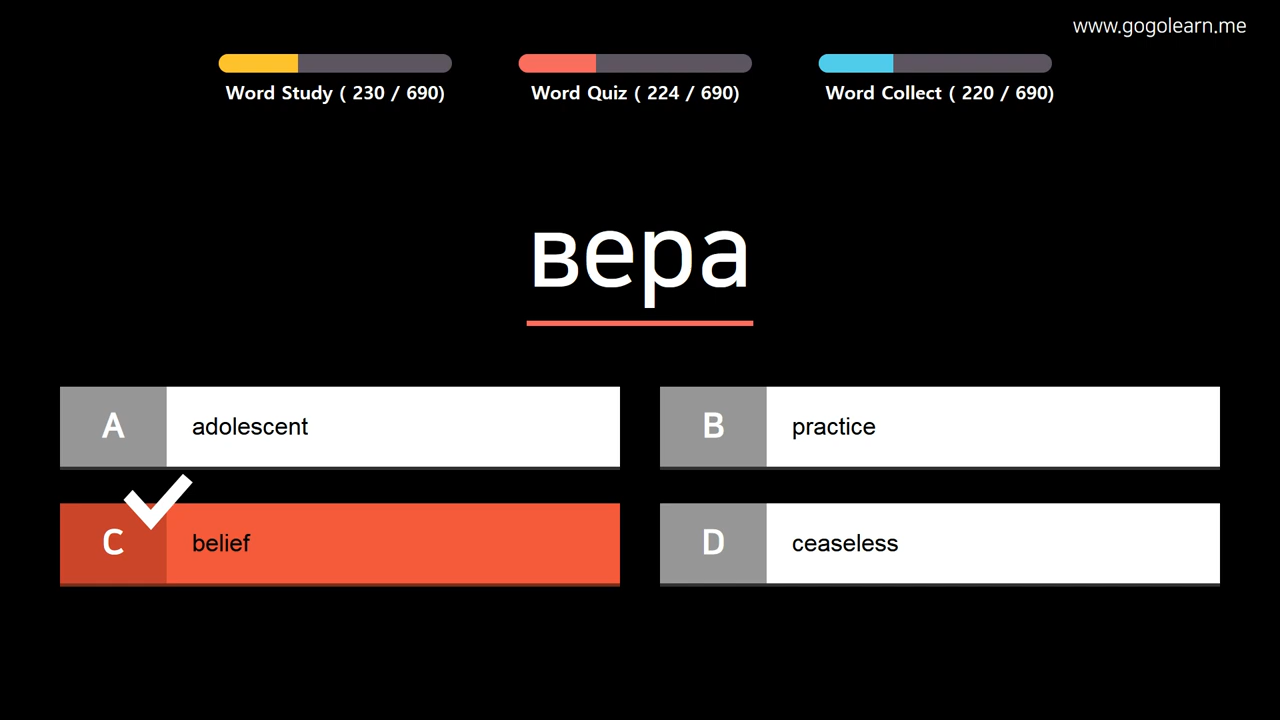 www.gogolearn.me
Word Study ( 230 / 690)
Word Quiz ( 224 / 690)
Word Collect ( 220 / 690)
вера
A adolescent
B practice
C belief
D ceaseless